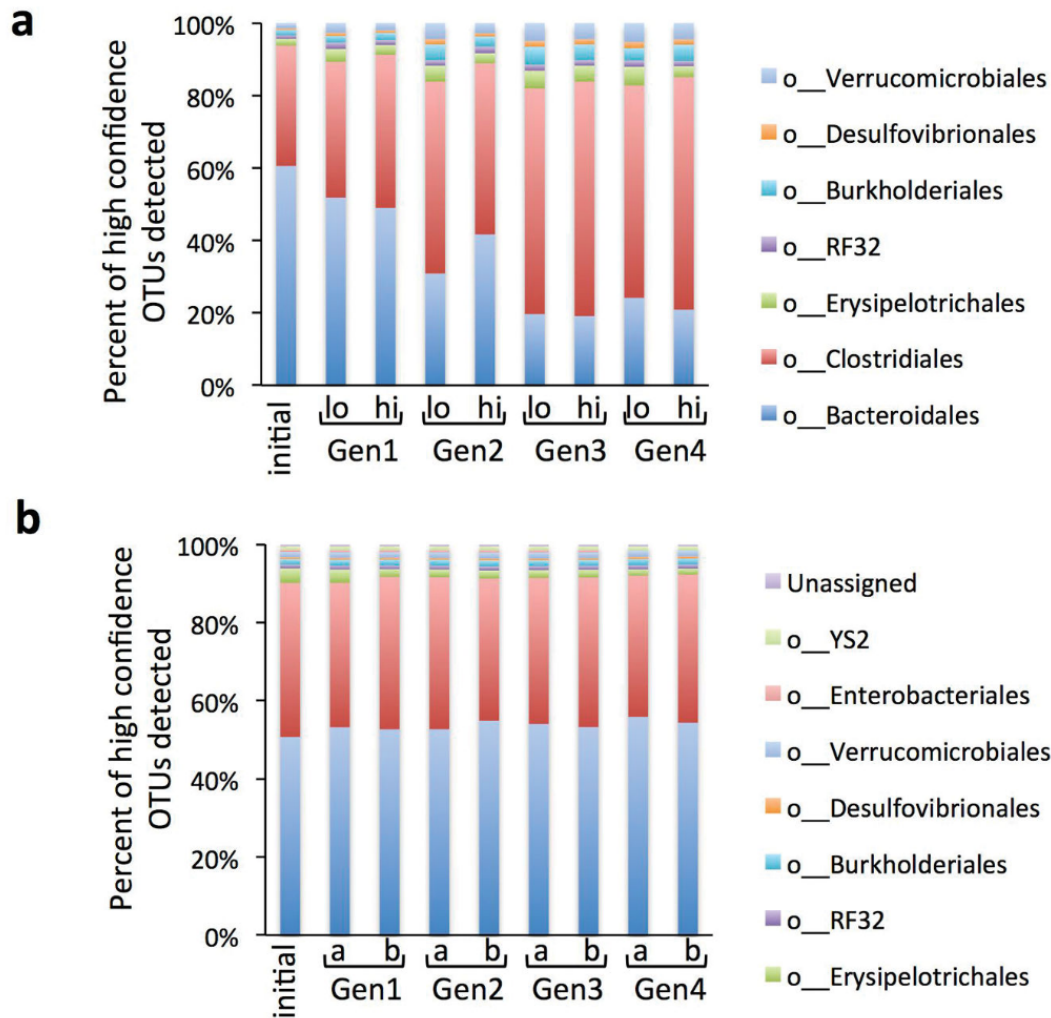 a
Percent of high confidence
OTUs detected
100%
80%
60%
40%
20%
0%
initial
lo hi lo hi lo hi lo hi
Gen1 Gen2 Gen3 Gen4
o__Verrucomicrobiales
o__Desulfovibrionales
o__Burkholderiales
o__RF32
o__Erysipelotrichales
o__Clostridiales
o__Bacteroidales
b
Percent of high confidence
OTUs detected
100%
80%
60%
40%
20%
0%
initial
a b a b a b a b
Gen1 Gen2 Gen3 Gen4
Unassigned
o__YS2
o__Enterobacteriales
o__Verrucomicrobiales
o__Desulfovibrionales
o__Burkholderiales
o__RF32
o__Erysipelotrichales